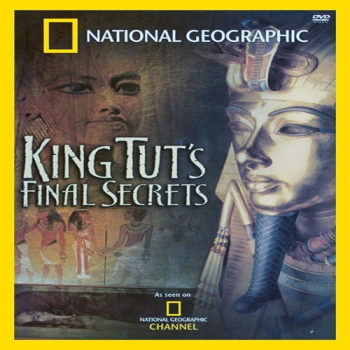 DVD
NATIONAL GEOGRAPHIC
KING TUT'S
FINAL SECRETS
As seen on
NATIONAL GEOGRAPHIC
CHANNEL